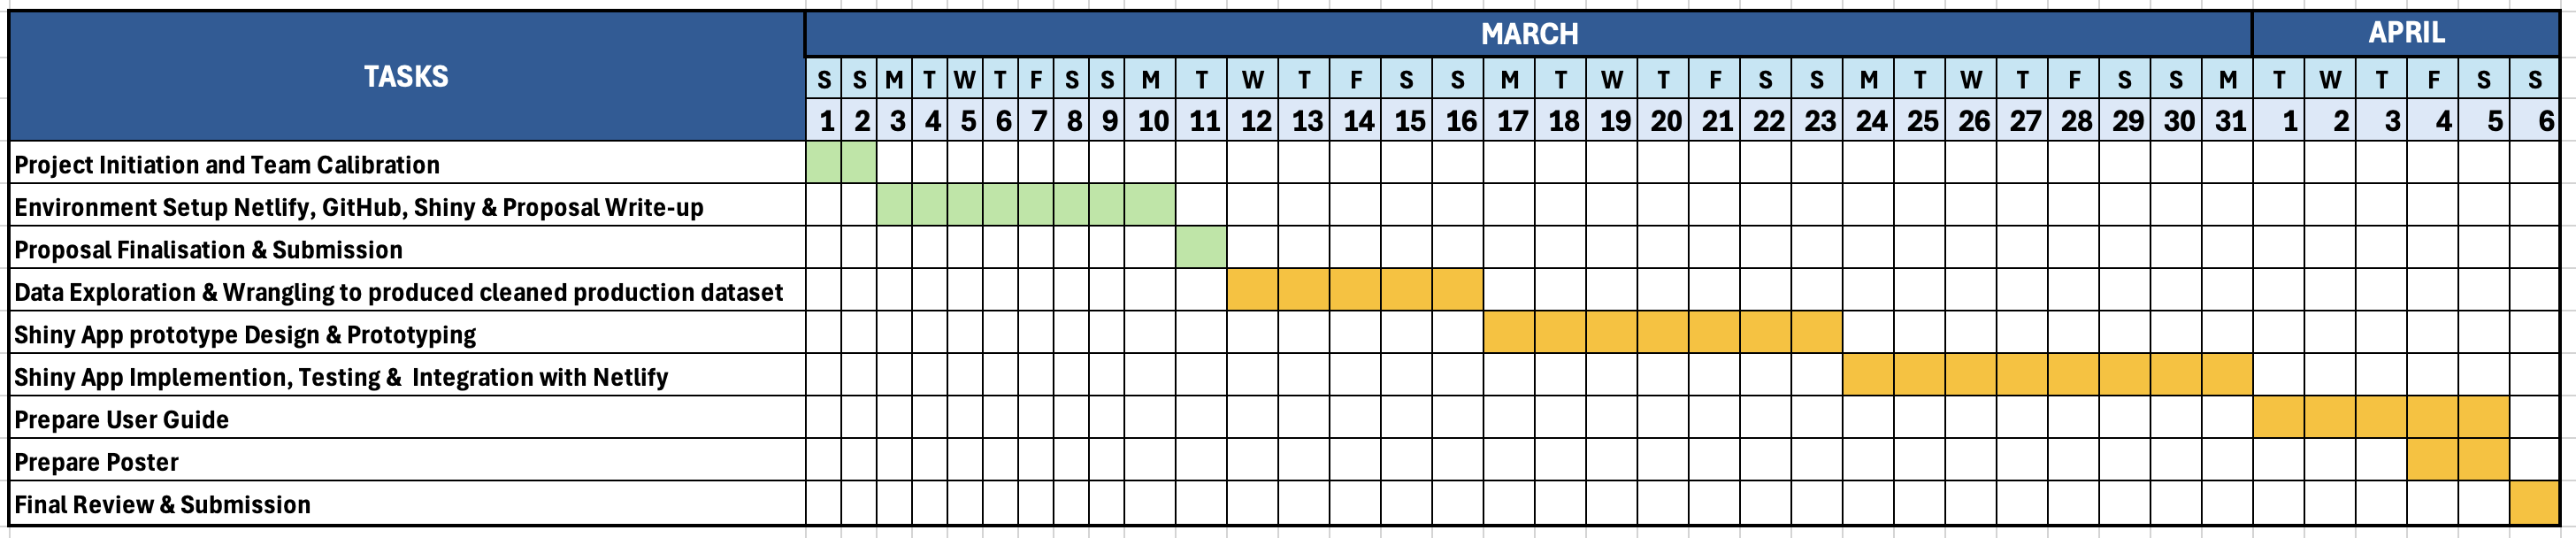 TASKS
MARCH APRIL
S S M T W T F S S M T W T F S S M T W T F S S M T W T F S S M T W T F S S
1 2 3 4 5 6 7 8 9 10 11 12 13 14 15 16 17 18 19 20 21 22 23 24 25 26 27 28 29 30 31 1 2 3 4 5 6
Project Initiation and Team Calibration
Environment Setup Netlify, GitHub, Shiny & Proposal Write-up
Proposal Finalisation & Submission
Data Exploration & Wrangling to produced cleaned production dataset
Shiny App prototype Design & Prototyping
Shiny App Implemention, Testing & Integration with Netlify
Prepare User Guide
Prepare Poster
Final Review & Submission